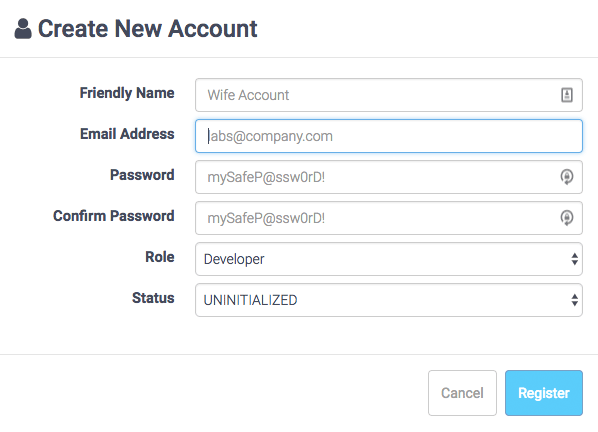 Create New Account
Friendly Name Wife Account
Email Address abs@company.com
Password mySafeP@ssw0rD!
Confirm Password mySafeP@ssw0rD!
Role Developer
Status UNINITIALIZED
Cancel Register